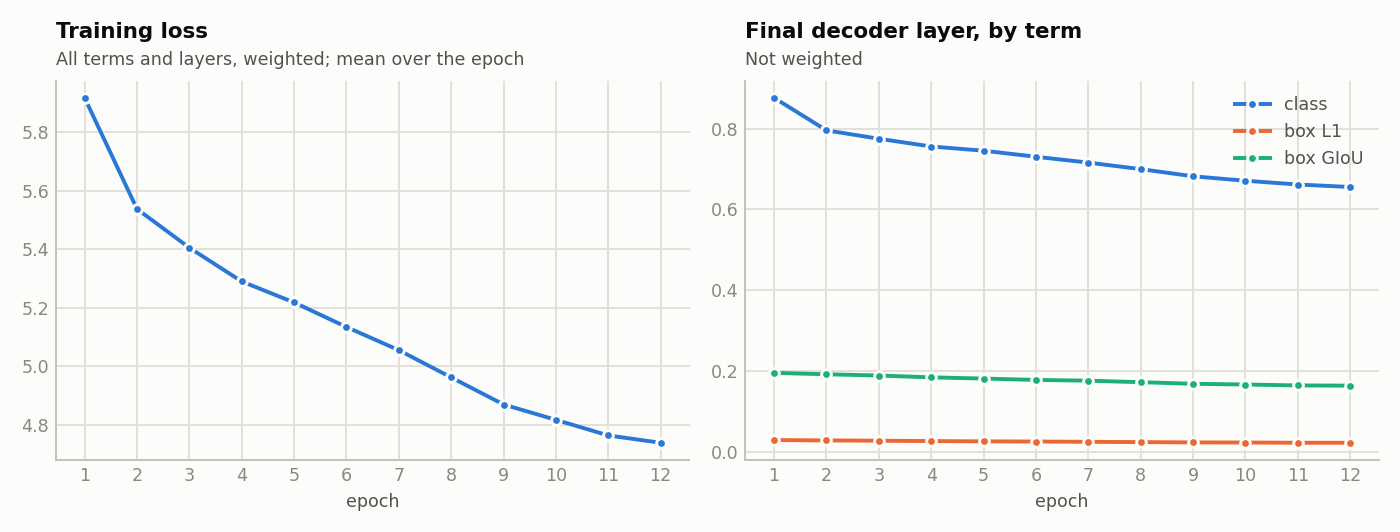 Training loss
All terms and layers, weighted; mean over the epoch
5.8
5.6
5.4
5.2
5.0
4.8
1 2 3 4 5 6 7 8 9 10 11 12
epoch
Final decoder layer, by term
Not weighted
class
box L1
box GIoU
0.8
0.6
0.4
0.2
0.0
1 2 3 4 5 6 7 8 9 10 11 12
epoch